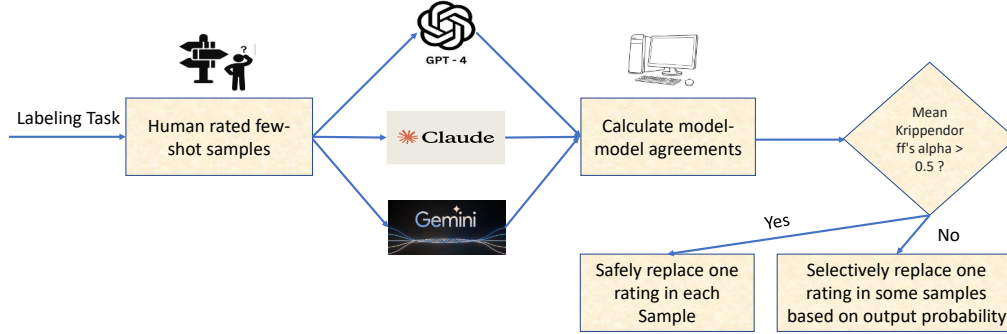 ?
GPT - 4
Labeling Task
Human rated few-
shot samples
Claude
Gemini
Calculate model-
model agreements
Mean
Krippendor
ff's alpha >
0.5 ?
Yes
No
Safely replace one
rating in each
Sample
Selectively replace one
rating in some samples
based on output probability